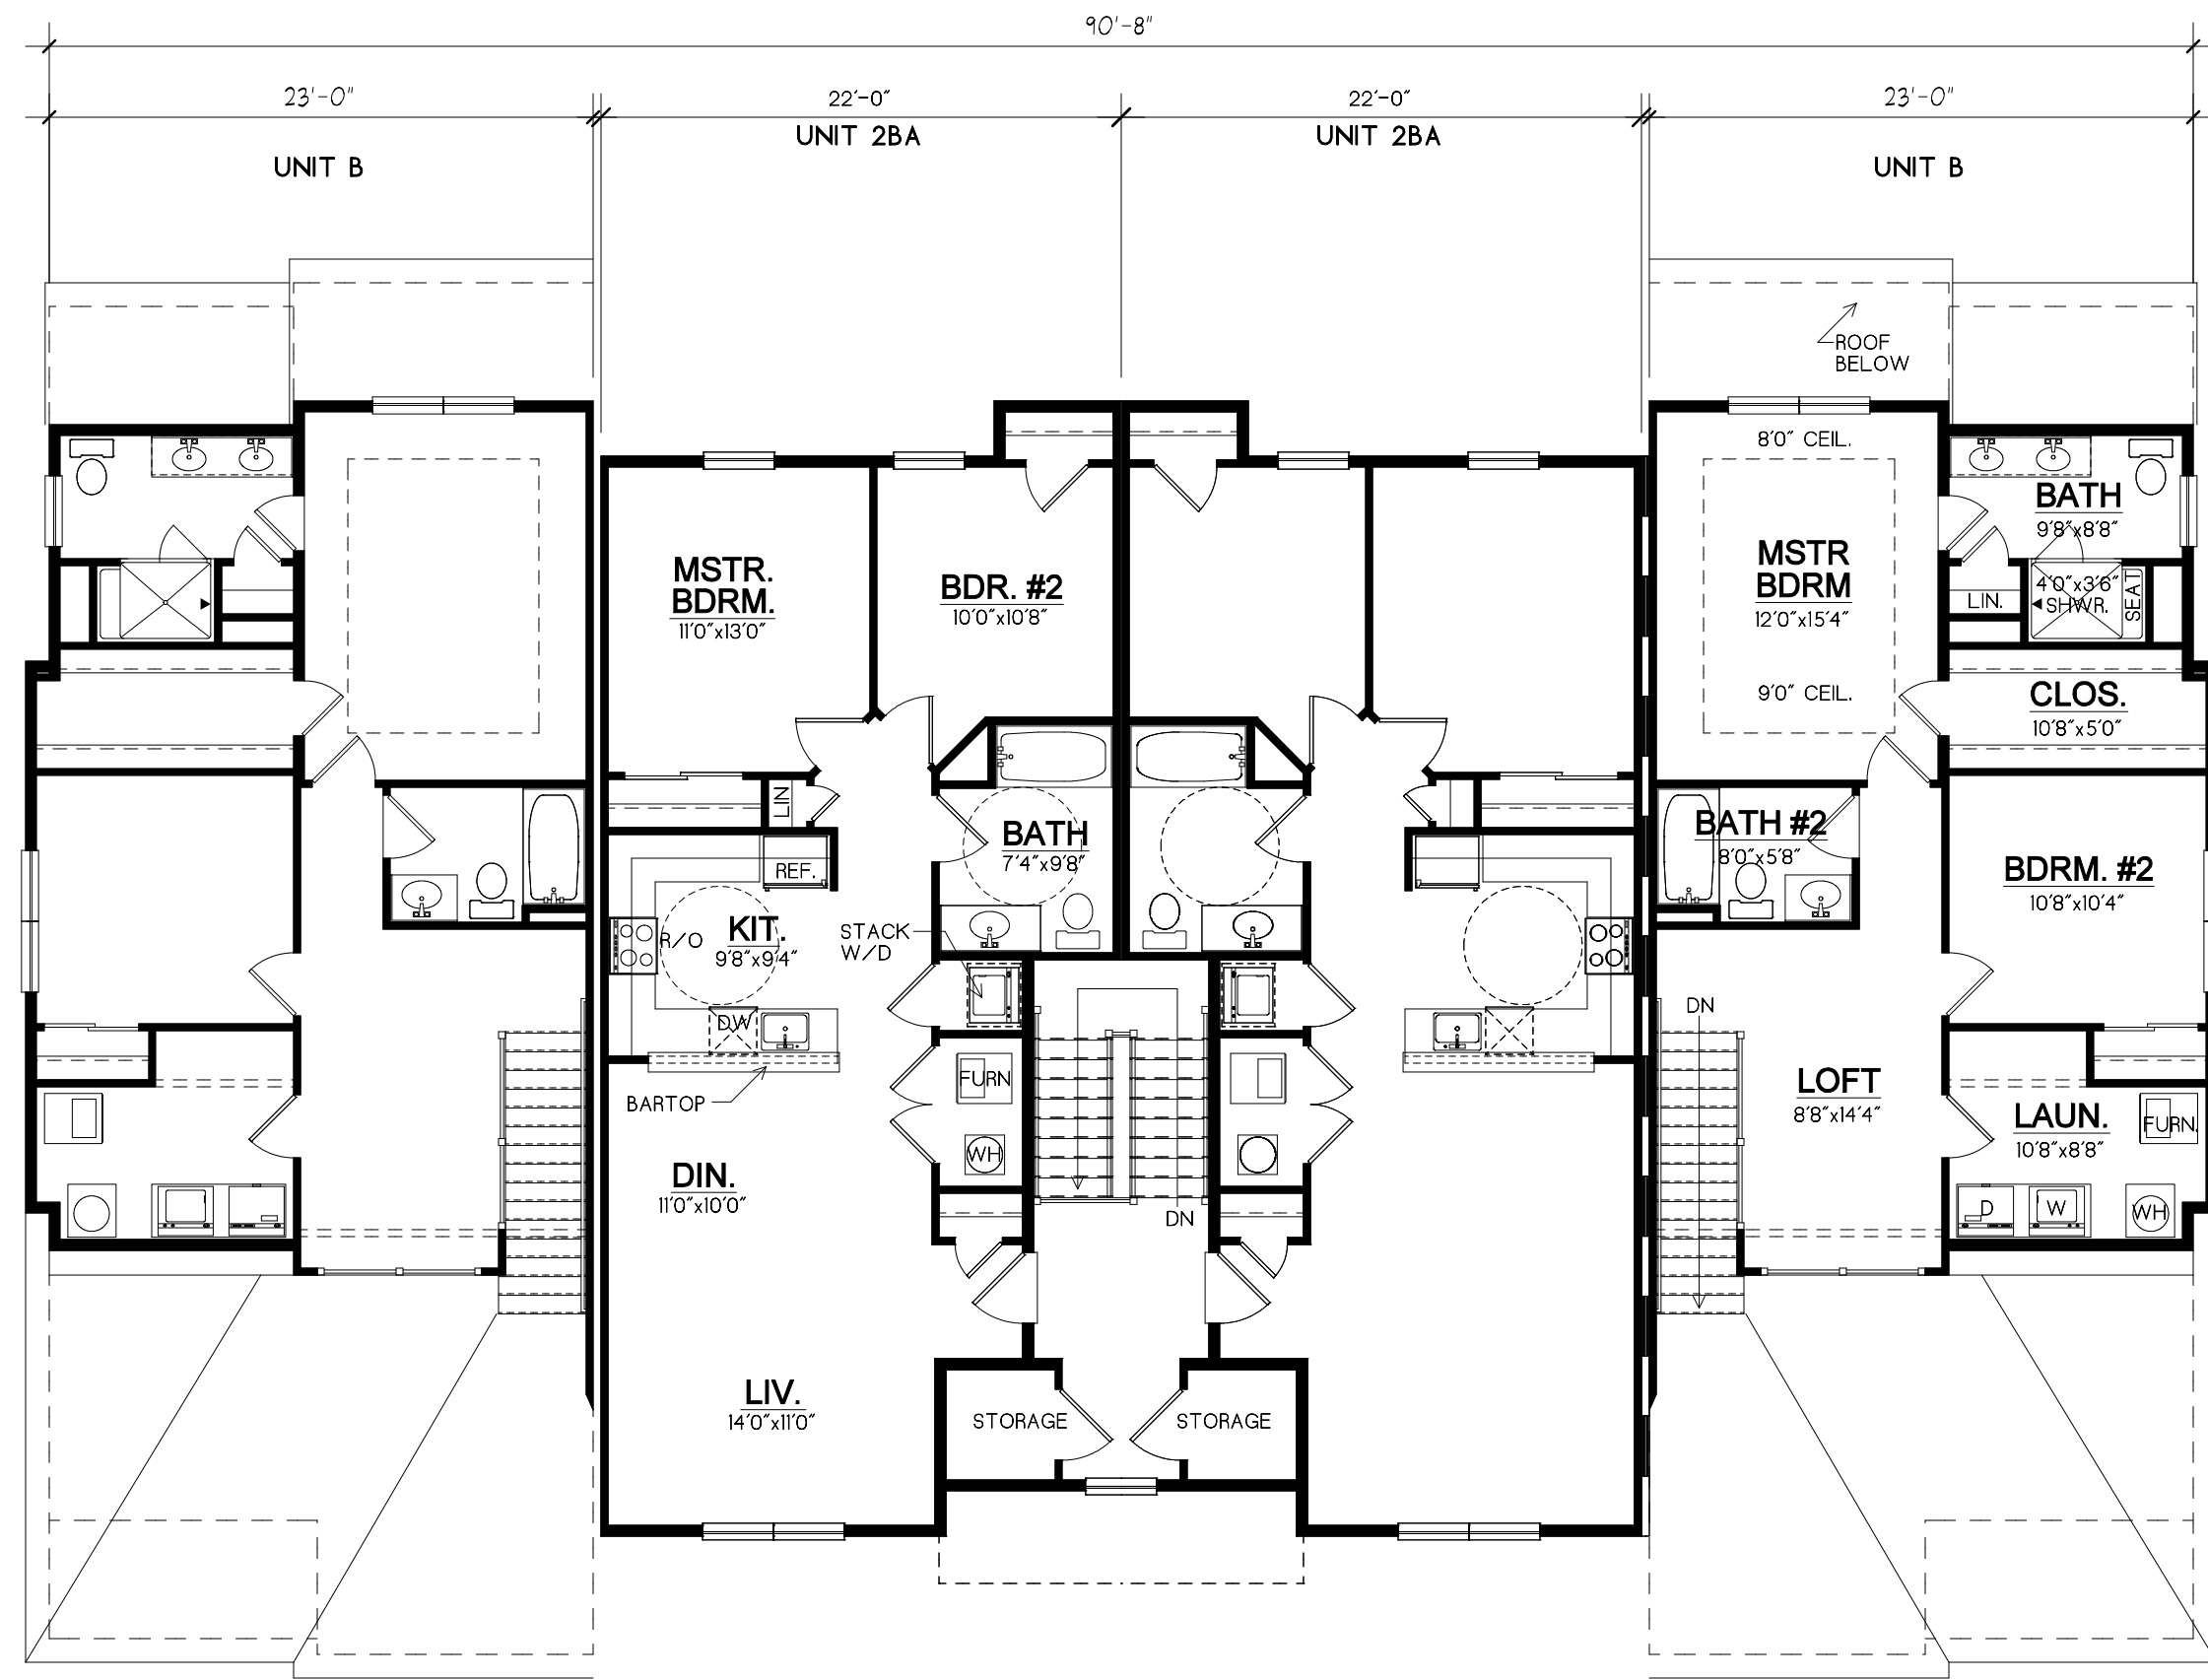 90'-8"
23'-0"
22'-0"
22'-0"
23'-0"
UNIT B
UNIT 2BA
UNIT 2BA
UNIT B
ROOF
BELOW
8'0" CEIL.
MSTR
BDRM
12'0"x15'4"
9'0" CEIL.
BATH
9'8"x8'8"
4'0"x3'6"
SHWR.
SEAT
LIN.
CLOS.
10'8"x5'0"
MSTR.
BDRM.
11'0"x13'0"
BDR. #2
10'0"x10'8"
LIN
BATH
7'4"x9'8"
REF.
R/O
KIT.
9'8"x9'4"
STACK
W/D
DW
BARTOP
FURN
WH
DIN.
11'0"x10'0"
DN
LIV.
14'0"x11'0"
STORAGE
STORAGE
BATH #2
8'0"x5'8"
BDRM. #2
10'8"x10'4"
DN
LOFT
8'8"x14'4"
LAUN.
10'8"x8'8"
FURN.
D
W
WH